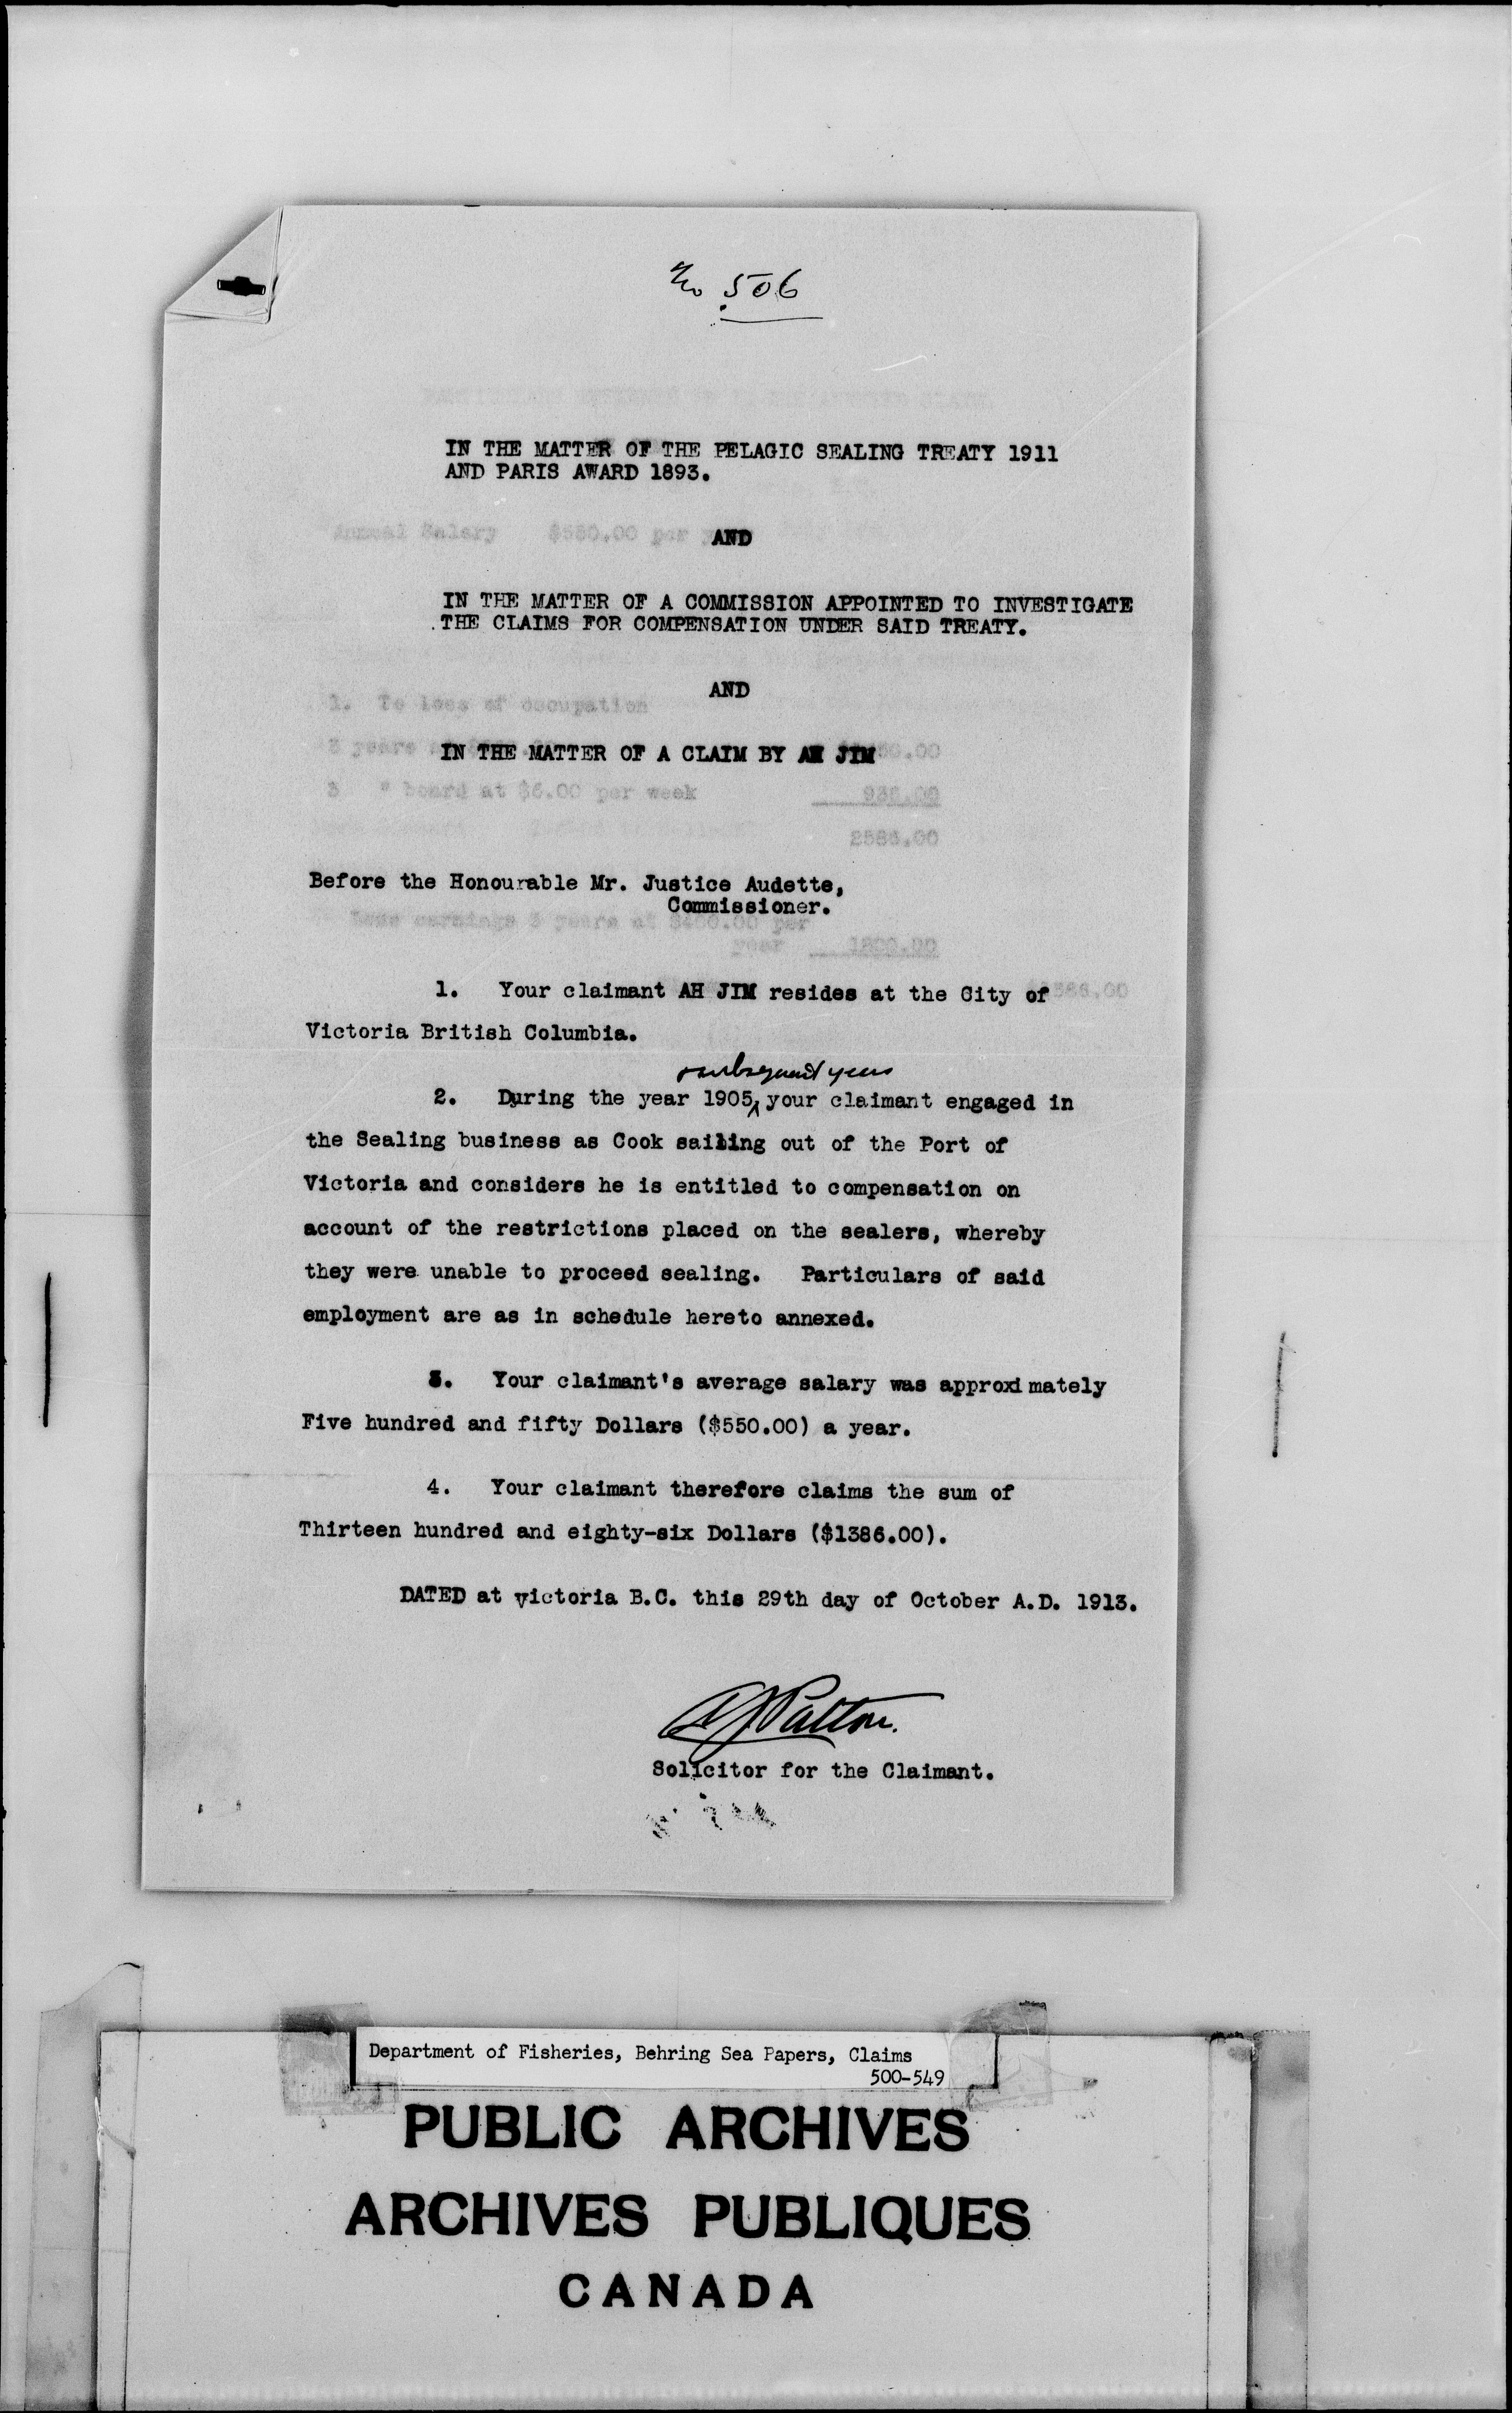 No 506
IN THE MATTER OF THE PELAGIC SEALING TREATY 1911
AND PARIS AWARD 1893.
AND
IN THE MATTER OF A COMMISSION APPOINTED TO INVESTIGATE
THE CLAIMS FOR COMPENSATION UNDER SAID TREATY.
AND
IN THE MATTER OF A CLAIM BY AH JIM
Before the Honourable Mr. Justice Audette,
Commissioner.
1. Your claimant AH JIM resides at the City of
Victoria British Columbia.
subsequent years
2. During the year 1905 your claimant engaged in
the Sealing business as Cook sailing out of the Port of
Victoria and considers he is entitled to compensation on
account of the restrictions placed on the sealers, whereby
they were unable to proceed sealing. Particulars of said
employment are as in schedule hereto annexed.
3. Your claimant's average salary was approximately
Five hundred and fifty Dollars ($550.00) a year.
4. Your claimant therefore claims the sum of
Thirteen hundred and eighty-six Dollars ($1386.00).
DATED at Victoria B.C. this 29th day of October A.D. 1913.
Patton.
Solicitor for the Claimant.
Department of Fisheries, Behring Sea Papers, Claims
500-549
PUBLIC ARCHIVES
ARCHIVES PUBLIQUES
CANADA